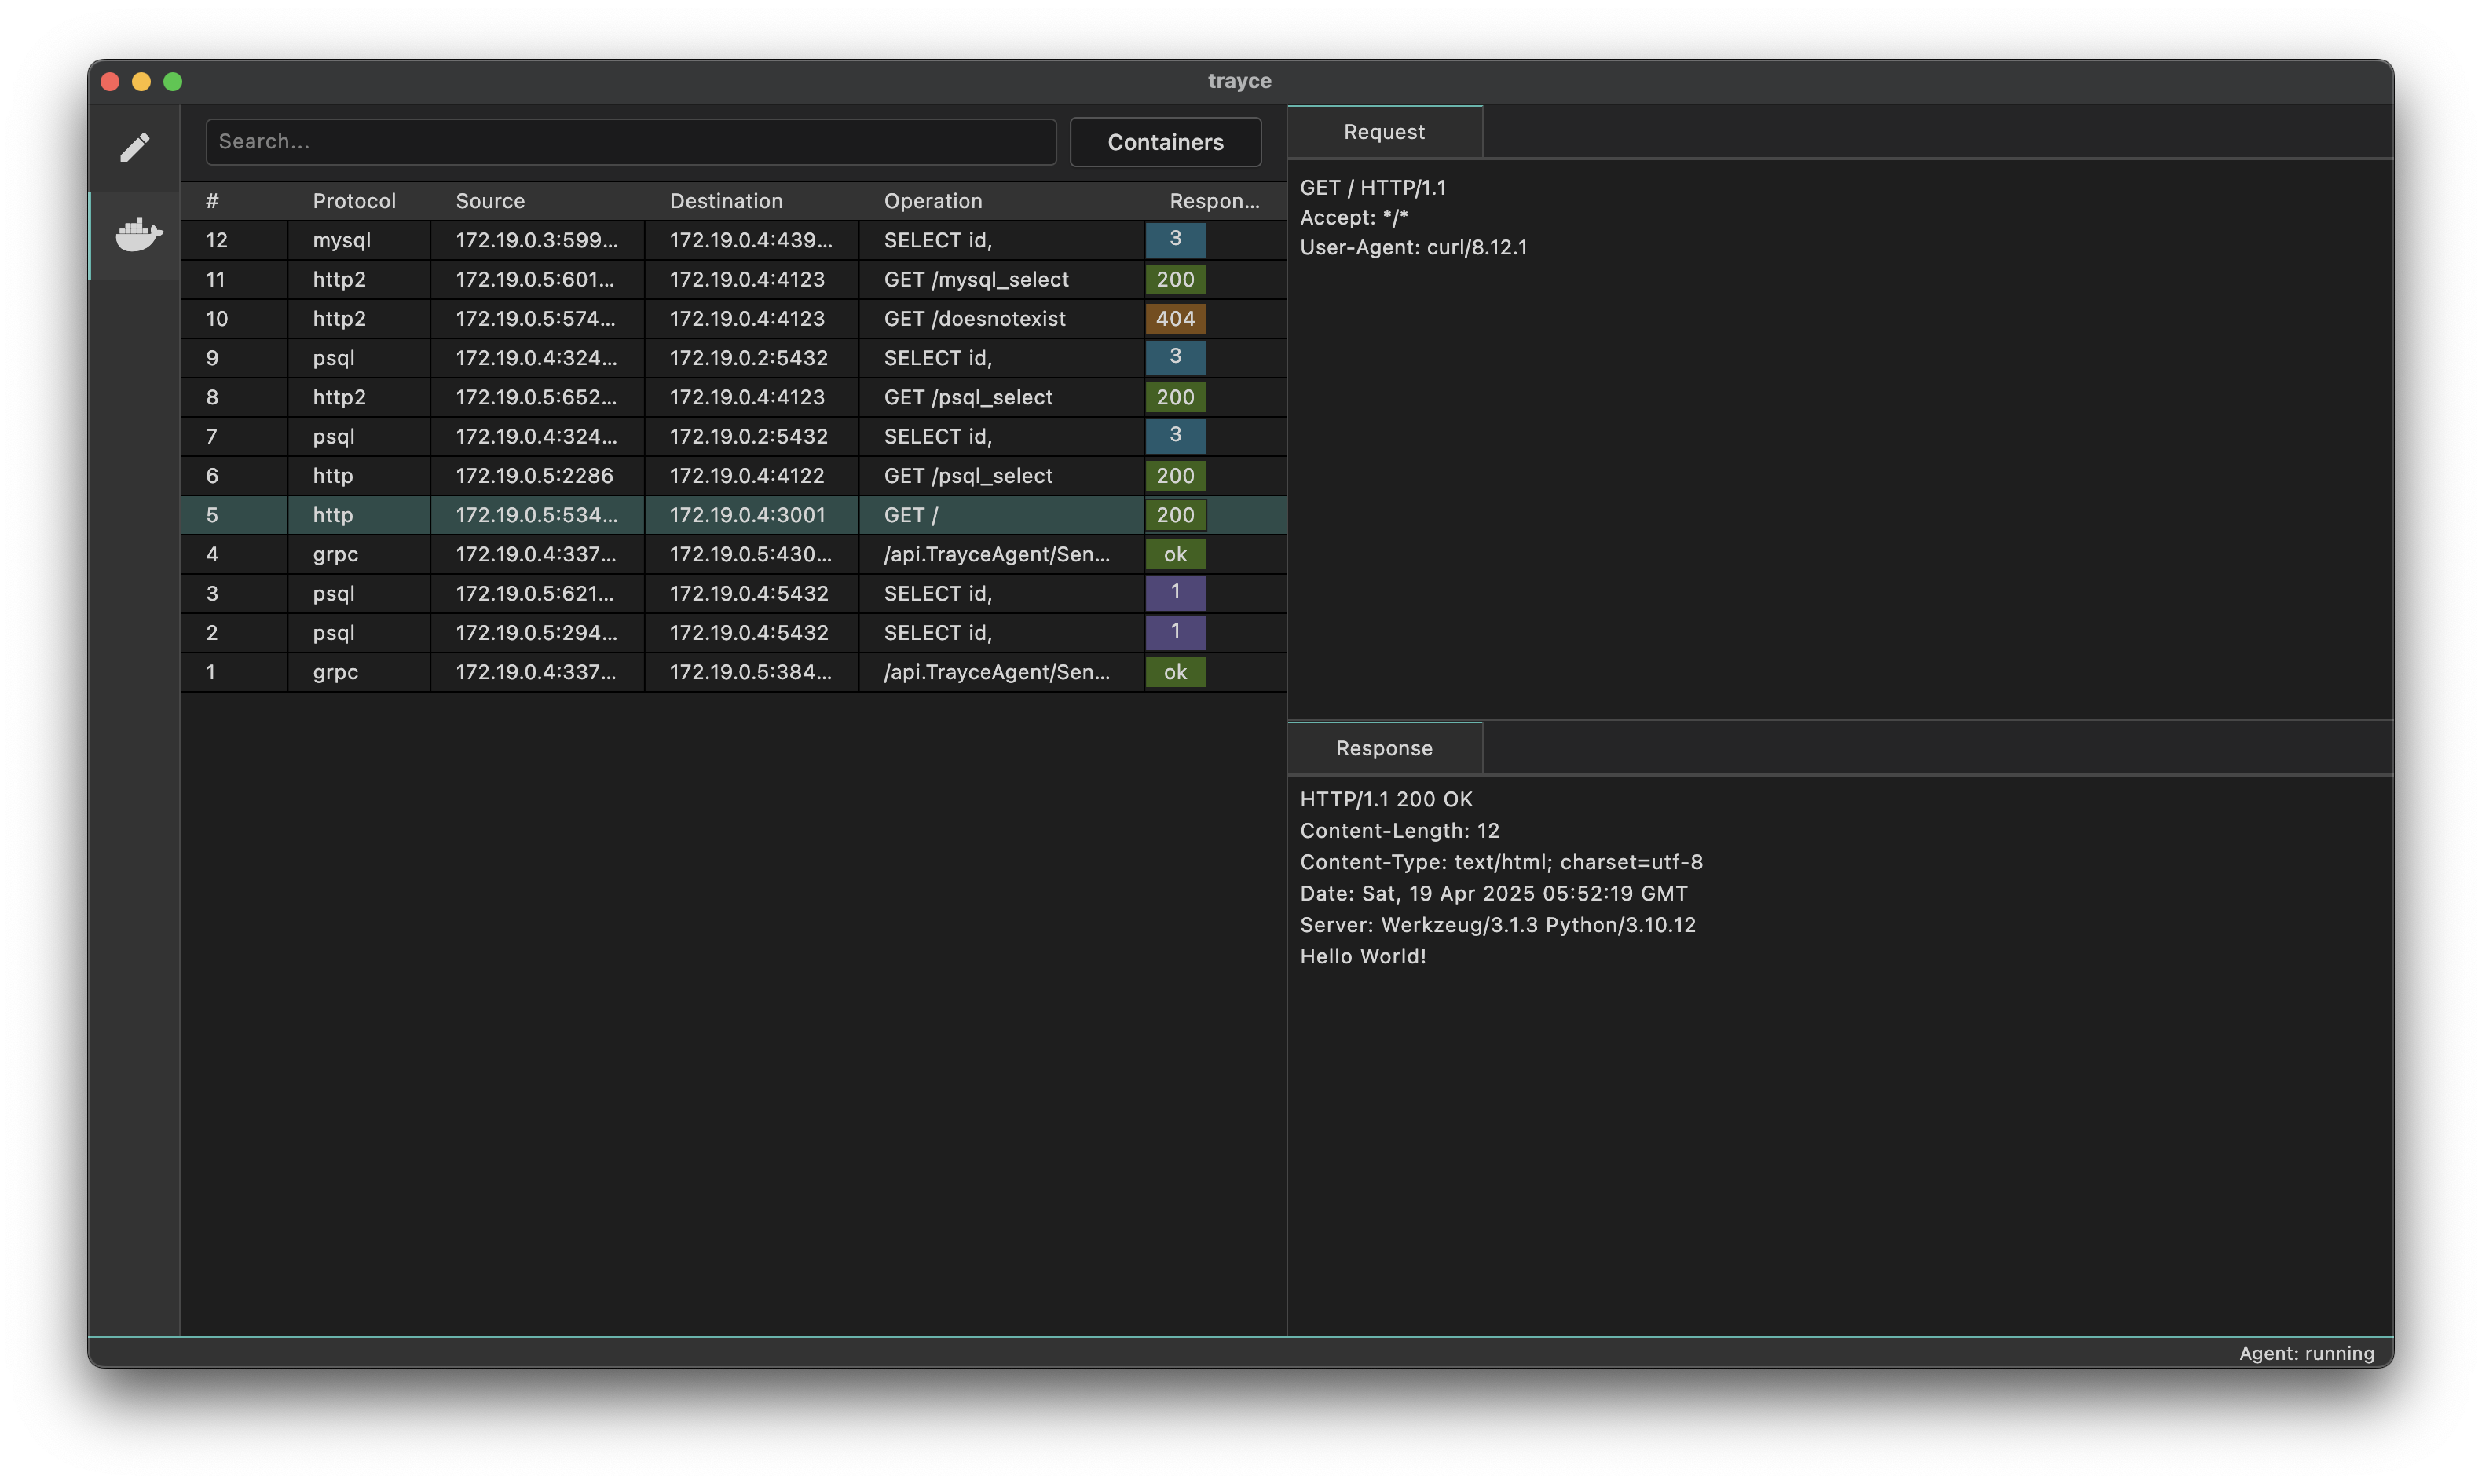 trayce
Search...
Containers
# Protocol Source Destination Operation Respon...
12 mysql 172.19.0.3:599... 172.19.0.4:439... SELECT id, 3
11 http2 172.19.0.5:601... 172.19.0.4:4123 GET /mysql_select 200
10 http2 172.19.0.5:574... 172.19.0.4:4123 GET /doesnotexist 404
9 psql 172.19.0.4:324... 172.19.0.2:5432 SELECT id, 3
8 http2 172.19.0.5:652... 172.19.0.4:4123 GET /psql_select 200
7 psql 172.19.0.4:324... 172.19.0.2:5432 SELECT id, 3
6 http 172.19.0.5:2286 172.19.0.4:4122 GET /psql_select 200
5 http 172.19.0.5:534... 172.19.0.4:3001 GET / 200
4 grpc 172.19.0.4:337... 172.19.0.5:430... /api.TrayceAgent/Sen... ok
3 psql 172.19.0.5:621... 172.19.0.4:5432 SELECT id, 1
2 psql 172.19.0.5:294... 172.19.0.4:5432 SELECT id, 1
1 grpc 172.19.0.4:337... 172.19.0.5:384... /api.TrayceAgent/Sen... ok
Request
GET / HTTP/1.1
Accept: */*
User-Agent: curl/8.12.1
Response
HTTP/1.1 200 OK
Content-Length: 12
Content-Type: text/html; charset=utf-8
Date: Sat, 19 Apr 2025 05:52:19 GMT
Server: Werkzeug/3.1.3 Python/3.10.12
Hello World!
Agent: running